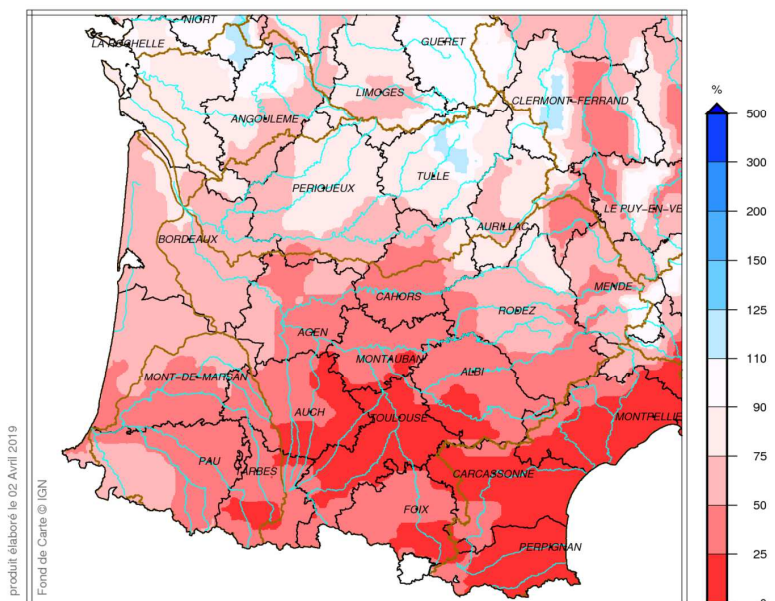 NIORT
LA ROCHELLE
GUERET
LIMOGES
CLERMONT-FERRAND
ANGOULEME
PERIGUEUX
TULLE
LE PUY-EN-VE
AURILLAC
BORDEAUX
MENDE
CAHORS
RODEZ
AGEN
MONTAUBAN
ALBI
MONT-DE-MARSAN
AUCH
TOULOUSE
MONTPELLIE
PAU
TARBES
CARCASSONNE
FOIX
PERPIGNAN
%
500
300
200
150
125
110
90
75
50
25
0
produit élaboré le 02 Avril 2019
Fond de Carte © IGN